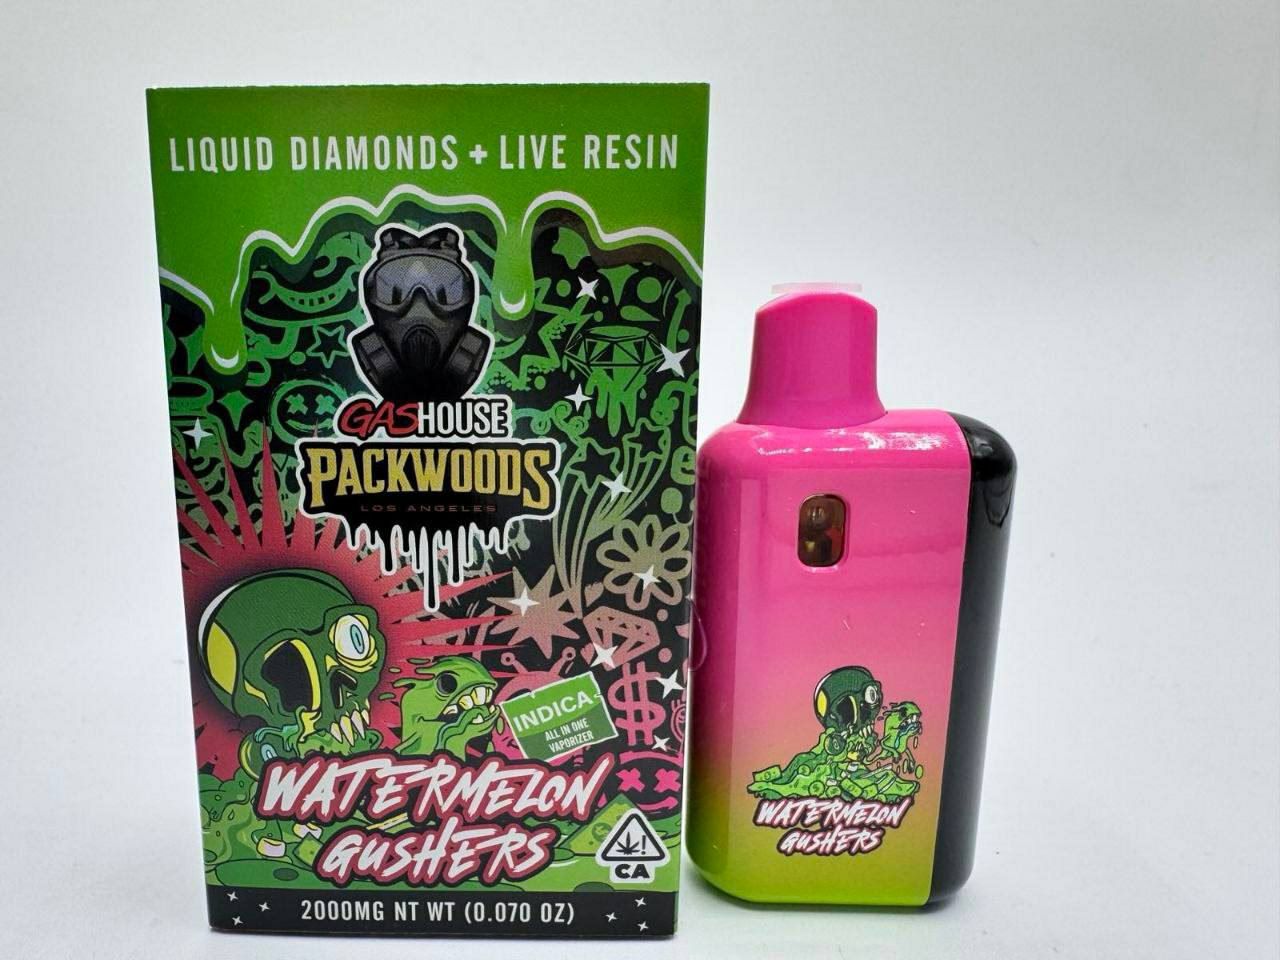 LIQUID DIAMONDS + LIVE RESIN
GASHOUSE
PACKWOODS
LOS ANGELES
INDICA
ALL IN ONE
VAPORIZER
WATERMELON
GUSHERS
CA
2000MG NT WT (0.070 OZ)
WATERMELON
GUSHERS